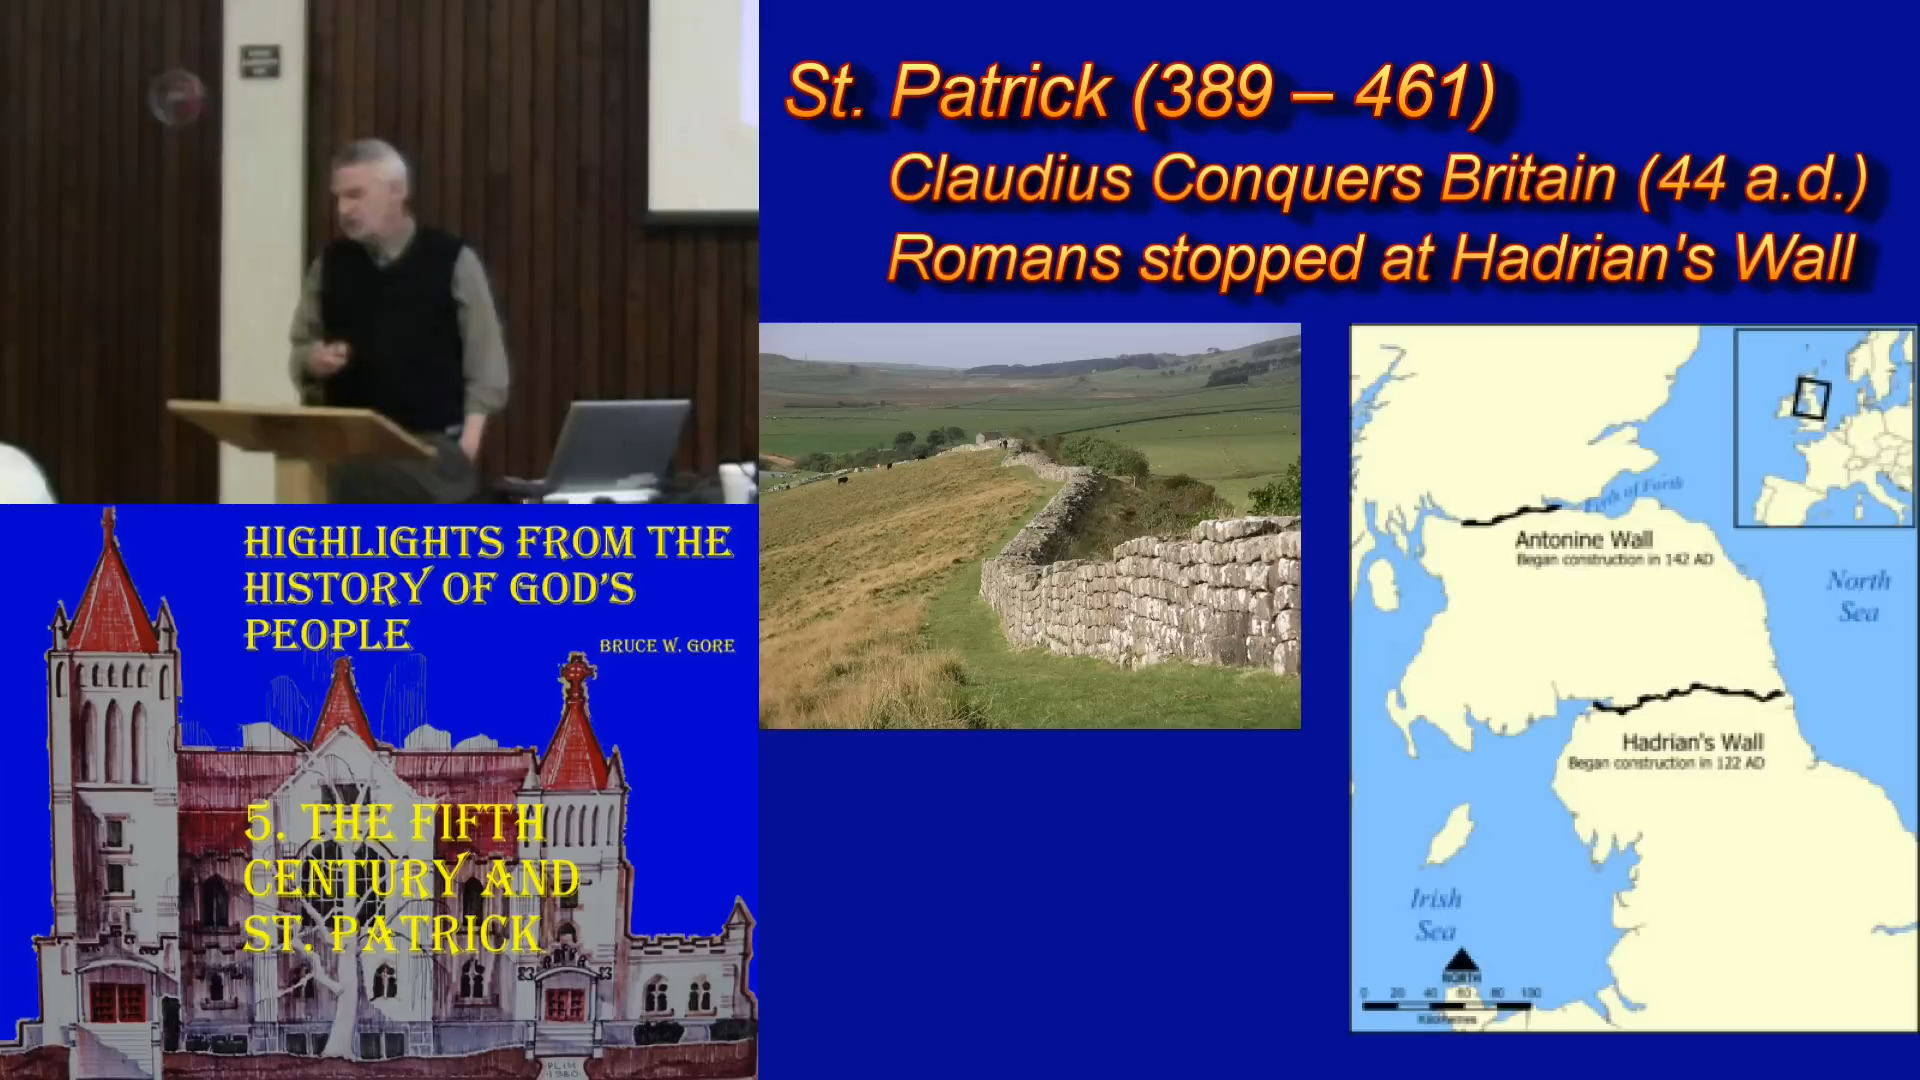 St. Patrick (389 – 461)
Claudius Conquers Britain (44 a.d.)
Romans stopped at Hadrian's Wall
HIGHLIGHTS FROM THE
HISTORY OF GOD'S
PEOPLE
BRUCE W. GORE
5. THE FIFTH
CENTURY AND
ST. PATRICK
PLIM
1980
Firth of Forth
Antonine Wall
Began construction in 142 AD
North
Sea
Hadrian's Wall
Began construction in 122 AD
Irish
Sea
NORTH
0 20 40 60 80 100
Kilometres